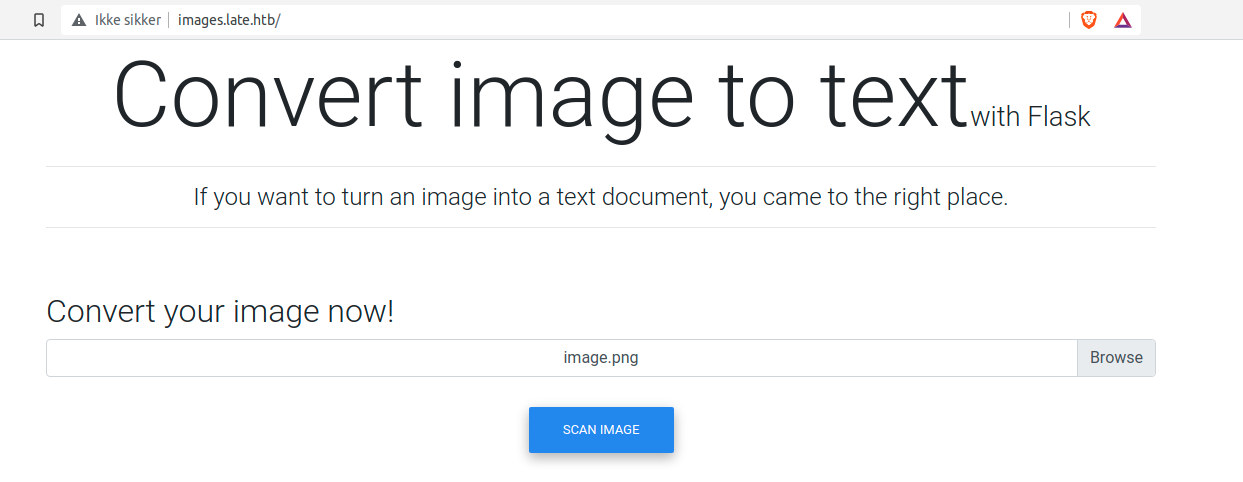 Ikke sikker images.late.htb/
Convert image to text with Flask
If you want to turn an image into a text document, you came to the right place.
Convert your image now!
image.png Browse
SCAN IMAGE